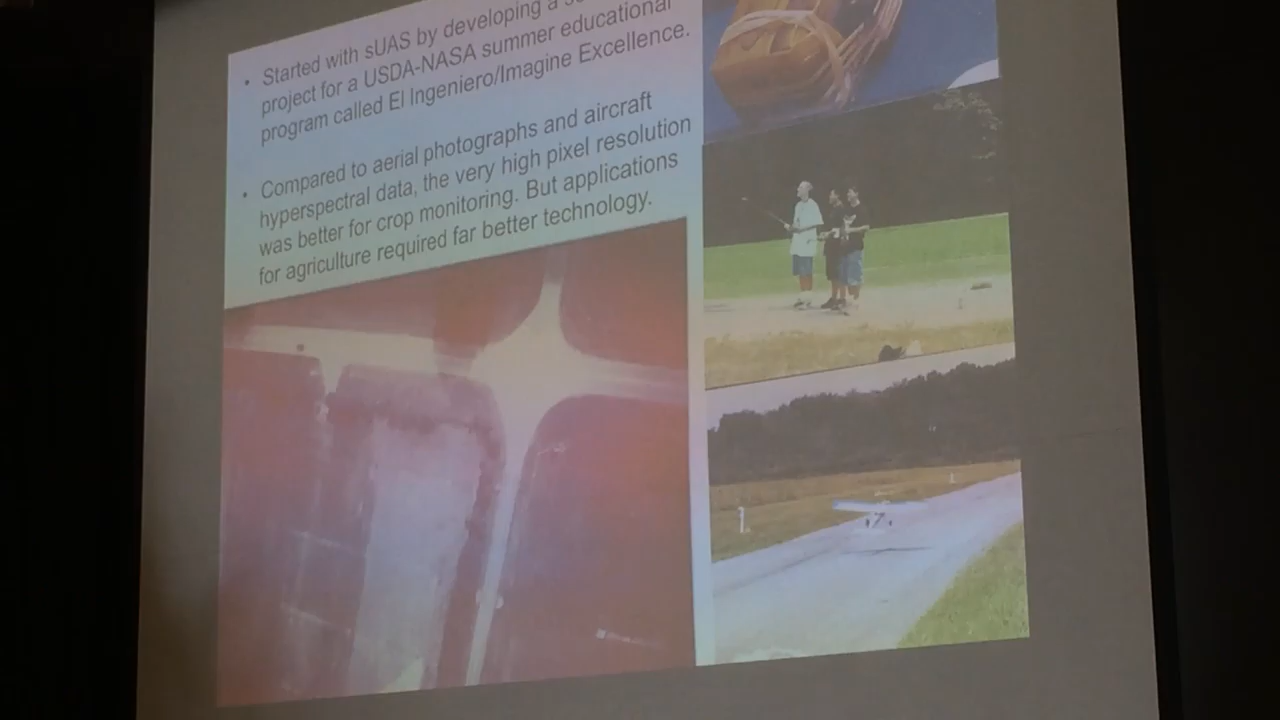 • Started with sUAS by developing a
project for a USDA-NASA summer educational
program called El Ingeniero/Imagine Excellence.
• Compared to aerial photographs and aircraft
hyperspectral data, the very high pixel resolution
was better for crop monitoring. But applications
for agriculture required far better technology.